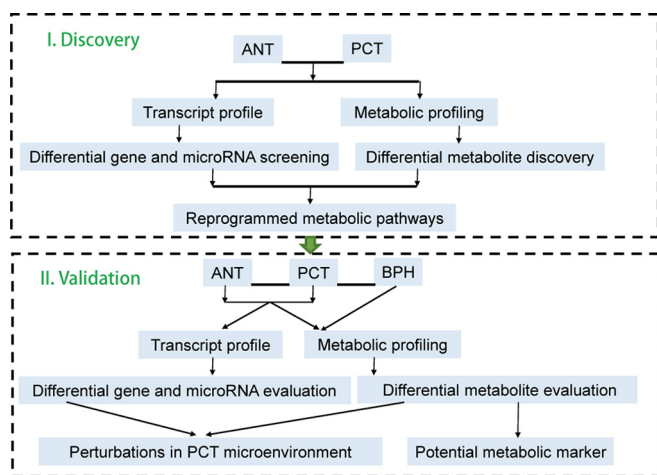 I. Discovery
ANT
PCT
Transcript profile
Metabolic profiling
Differential gene and microRNA screening
Differential metabolite discovery
Reprogrammed metabolic pathways
II. Validation
ANT
PCT
BPH
Transcript profile
Metabolic profiling
Differential gene and microRNA evaluation
Differential metabolite evaluation
Perturbations in PCT microenvironment
Potential metabolic marker